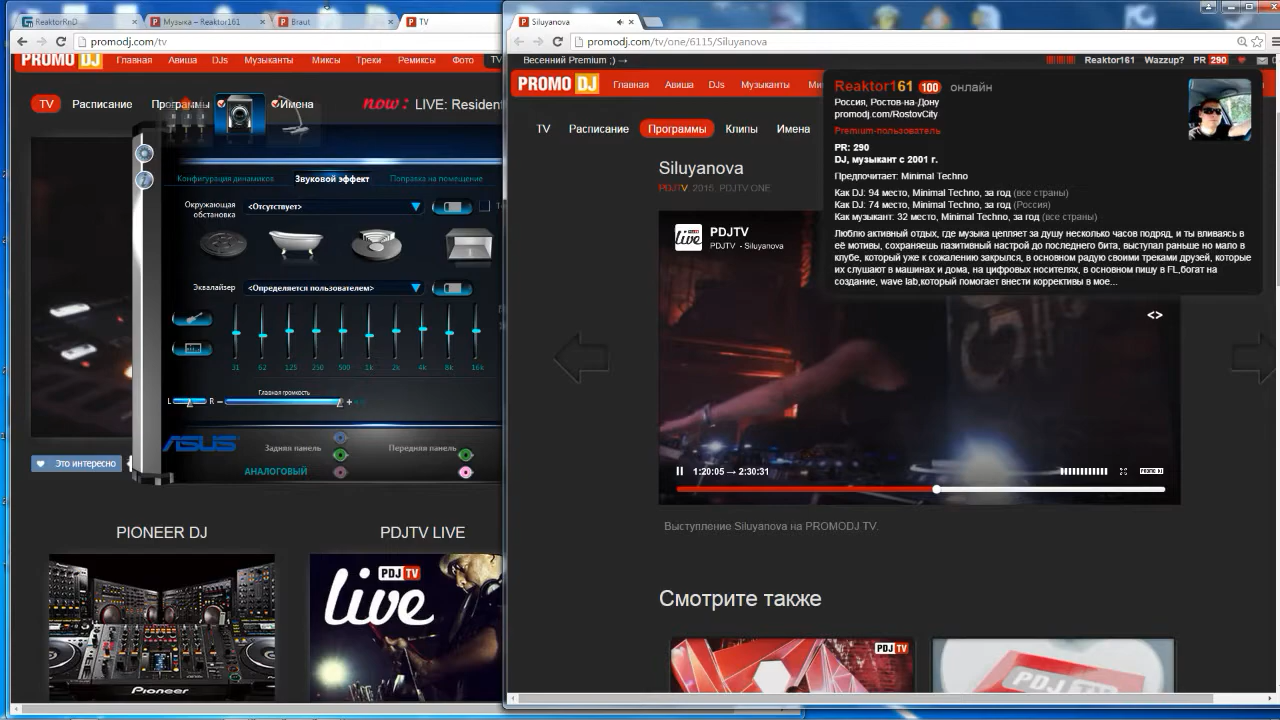 ReaktorRnD
Музыка – Reaktor161
Braut
TV
promodj.com/tv
PROMO DJ
Главная Афиша DJs Музыканты Миксы Треки Ремиксы Фото TV
TV Расписание Программы Имена
now: LIVE: Resident
Конфигурация динамиков Звуковой эффект Поправка на помещение
Окружающая обстановка
<Отсутствует>
Эквалайзер
<Определяется пользователем>
31 62 125 250 500 1k 2k 4k 8k 16k
Главная громкость
L R − +
ASUS
Задняя панель Передняя панель
АНАЛОГОВЫЙ
Это интересно
PIONEER DJ
PDJTV LIVE
PDJ TV
live
Pioneer
Siluyanova
promodj.com/tv/one/6115/Siluyanova
Весенний Premium ;) →
Reaktor161 Wazzup? PR 290
PROMO DJ
Главная Афиша DJs Музыканты
TV Расписание Программы Клипы Имена
Reaktor161 100 онлайн
Россия, Ростов-на-Дону
promodj.com/RostovCity
Premium-пользователь
PR: 290
DJ, музыкант с 2001 г.
Предпочитает: Minimal Techno
Как DJ: 94 место, Minimal Techno, за год (все страны)
Как DJ: 74 место, Minimal Techno, за год (Россия)
Как музыкант: 32 место, Minimal Techno, за год (все страны)
Люблю активный отдых, где музыка цепляет за душу несколько часов подряд, и ты вливаясь в
её мотивы, сохраняешь пазитивный настрой до последнего бита, выступал раньше но мало в
клубе, который уже к сожалению закрылся, в основном радую своими треками друзей, которые
их слушают в машинах и дома, на цифровых носителях, в основном пишу в FL,богат на
создание, wave lab,который помогает внести коррективы в мое...
Siluyanova
PDJTV, 2015, PDJTV ONE
live
PDJTV
PDJTV - Siluyanova
<>
1:20:05 → 2:30:31
PROMODJ
Выступление Siluyanova на PROMODJ TV.
Смотрите также
PDJ TV
PDJ TV